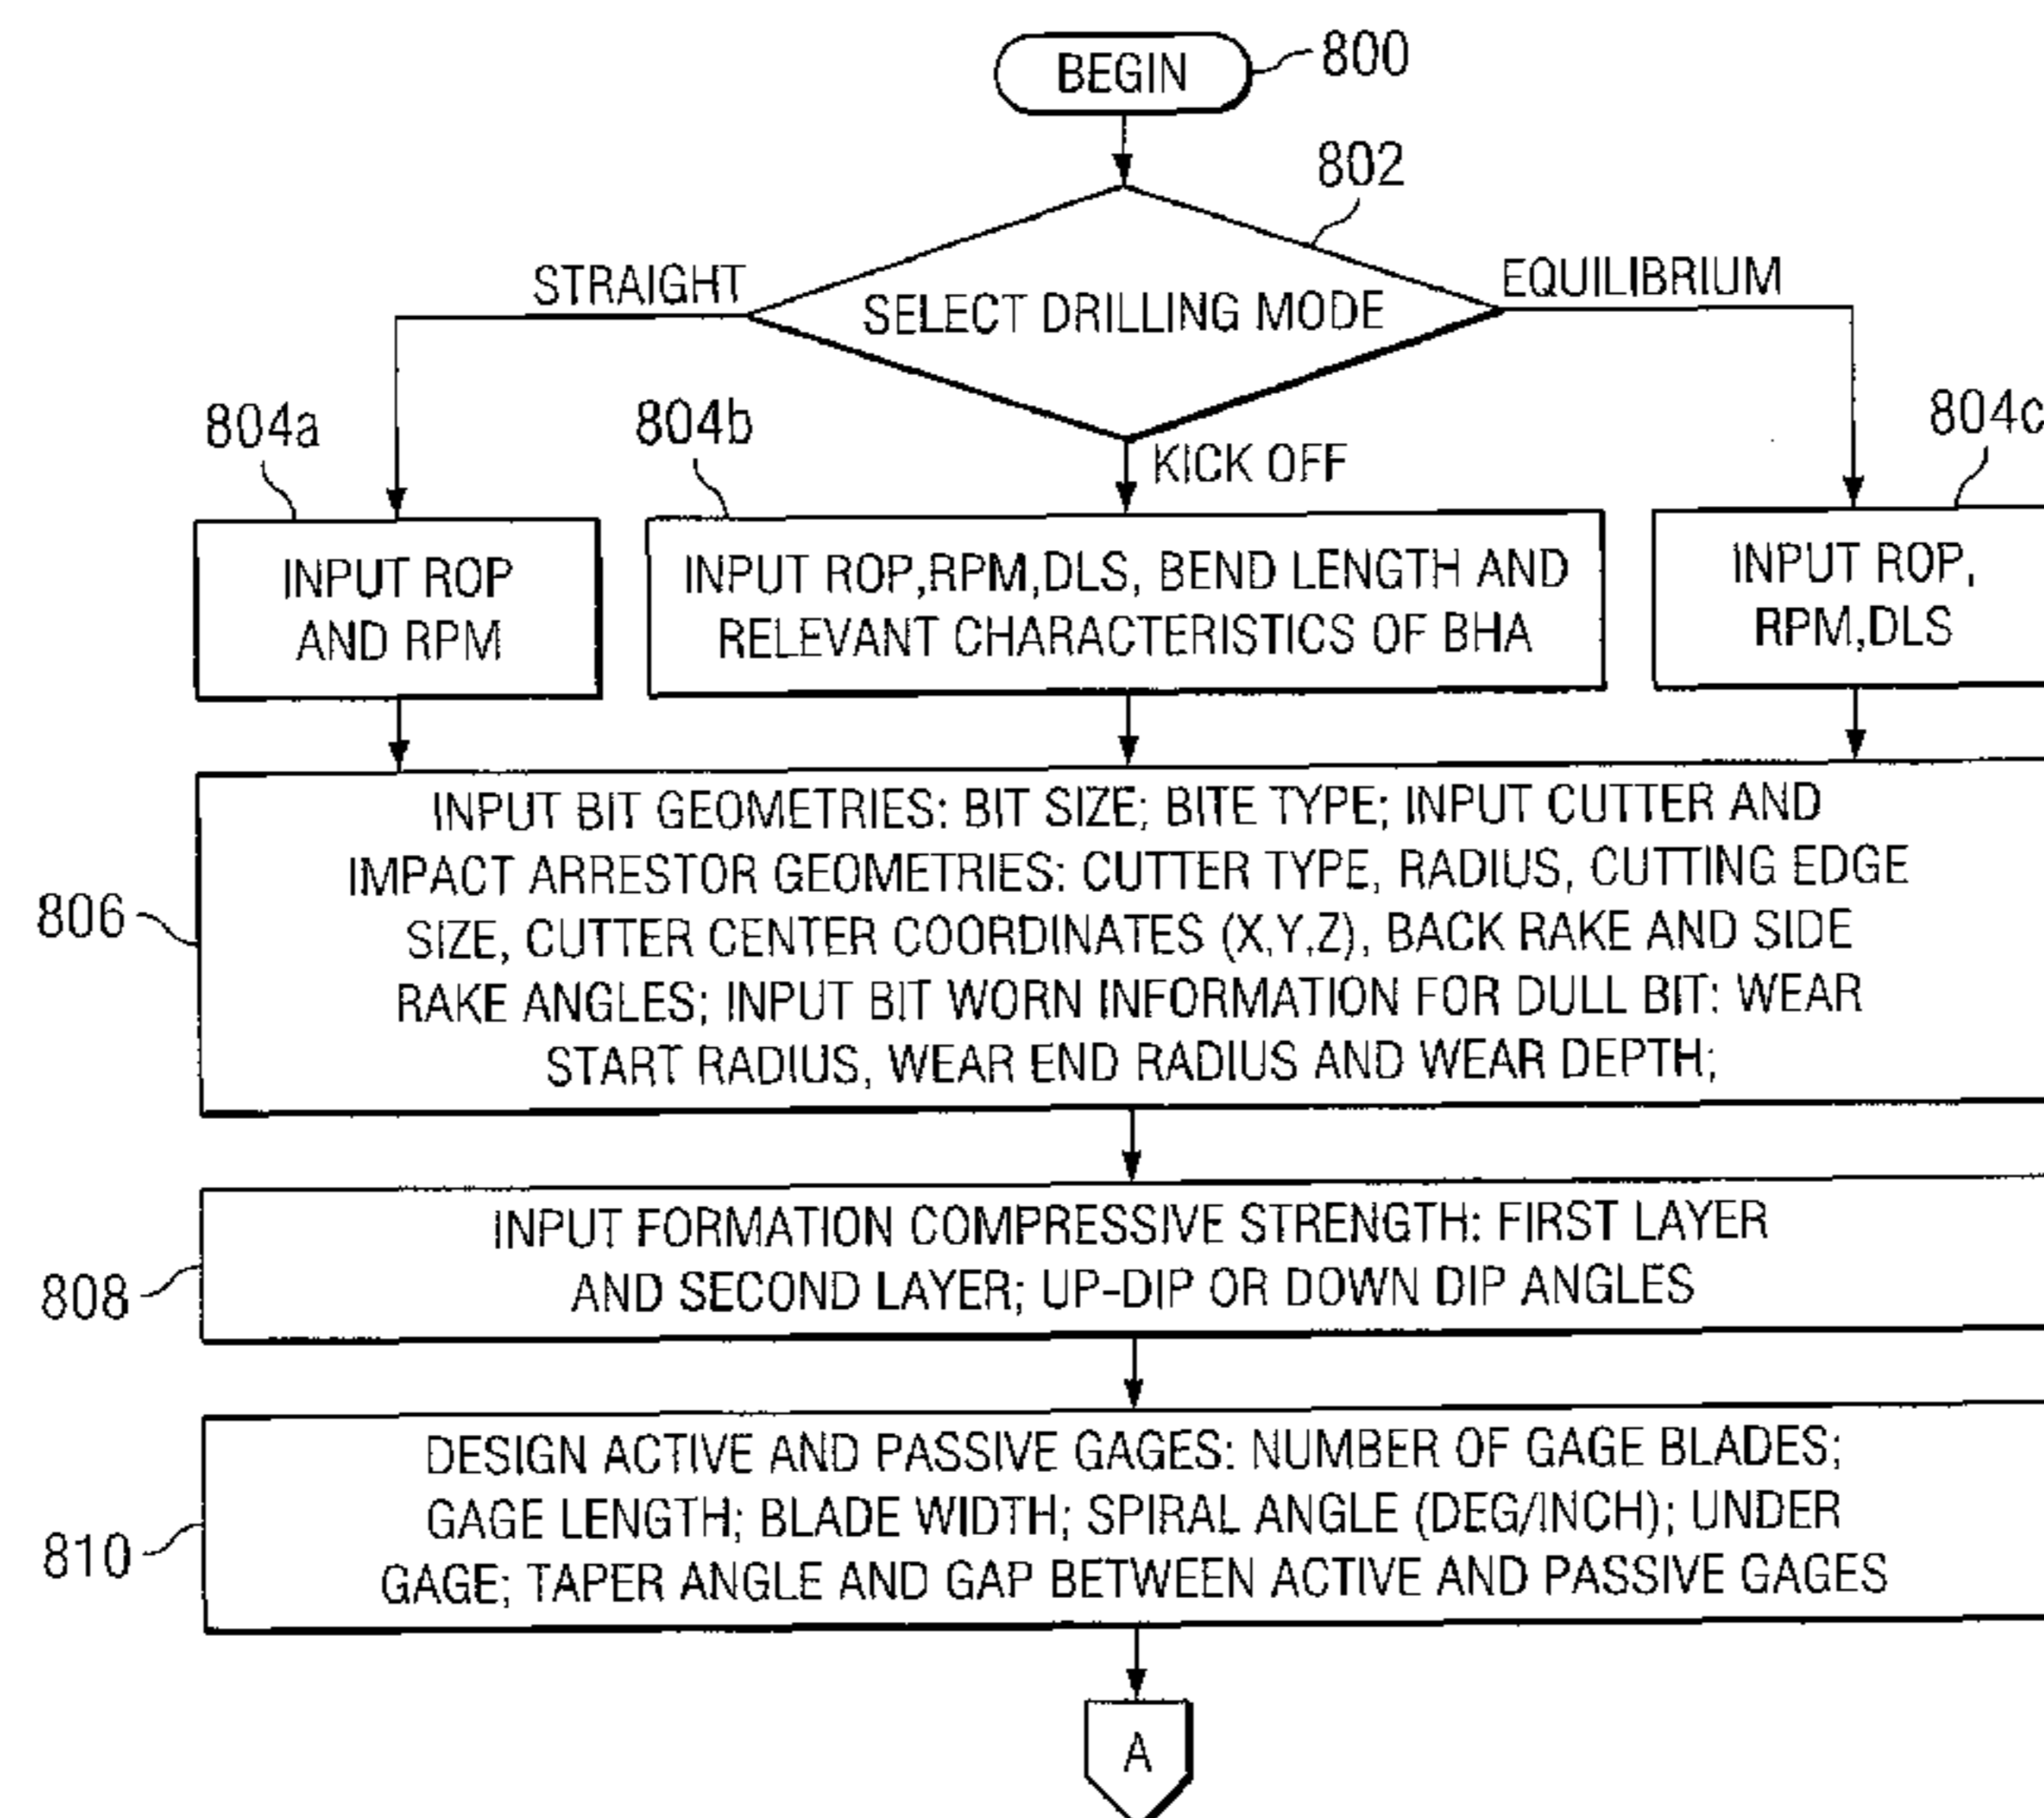 BEGIN
800
802
STRAIGHT
SELECT DRILLING MODE
EQUILIBRIUM
KICK OFF
804a
804b
804c
INPUT ROP
AND RPM
INPUT ROP,RPM,DLS, BEND LENGTH AND
RELEVANT CHARACTERISTICS OF BHA
INPUT ROP,
RPM,DLS
806
INPUT BIT GEOMETRIES: BIT SIZE; BITE TYPE; INPUT CUTTER AND
IMPACT ARRESTOR GEOMETRIES: CUTTER TYPE, RADIUS, CUTTING EDGE
SIZE, CUTTER CENTER COORDINATES (X,Y,Z), BACK RAKE AND SIDE
RAKE ANGLES; INPUT BIT WORN INFORMATION FOR DULL BIT: WEAR
START RADIUS, WEAR END RADIUS AND WEAR DEPTH;
808
INPUT FORMATION COMPRESSIVE STRENGTH: FIRST LAYER
AND SECOND LAYER; UP-DIP OR DOWN DIP ANGLES
810
DESIGN ACTIVE AND PASSIVE GAGES: NUMBER OF GAGE BLADES;
GAGE LENGTH; BLADE WIDTH; SPIRAL ANGLE (DEG/INCH); UNDER
GAGE; TAPER ANGLE AND GAP BETWEEN ACTIVE AND PASSIVE GAGES
A